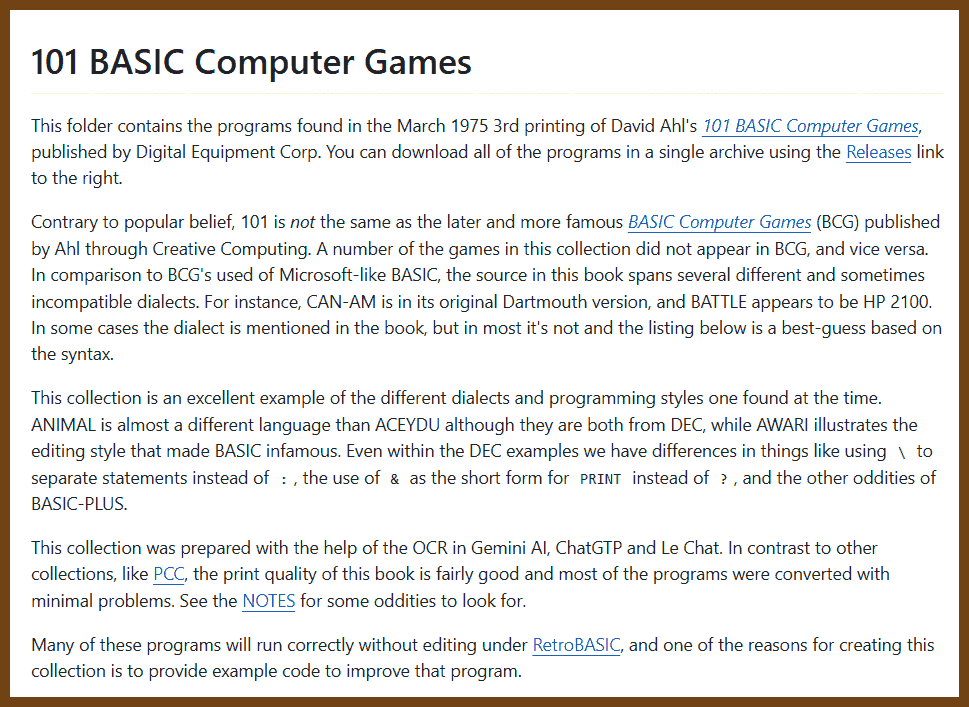 101 BASIC Computer Games
This folder contains the programs found in the March 1975 3rd printing of David Ahl's 101 BASIC Computer Games,
published by Digital Equipment Corp. You can download all of the programs in a single archive using the Releases link
to the right.
Contrary to popular belief, 101 is not the same as the later and more famous BASIC Computer Games (BCG) published
by Ahl through Creative Computing. A number of the games in this collection did not appear in BCG, and vice versa.
In comparison to BCG's used of Microsoft-like BASIC, the source in this book spans several different and sometimes
incompatible dialects. For instance, CAN-AM is in its original Dartmouth version, and BATTLE appears to be HP 2100.
In some cases the dialect is mentioned in the book, but in most it's not and the listing below is a best-guess based on
the syntax.
This collection is an excellent example of the different dialects and programming styles one found at the time.
ANIMAL is almost a different language than ACEYDU although they are both from DEC, while AWARI illustrates the
editing style that made BASIC infamous. Even within the DEC examples we have differences in things like using \ to
separate statements instead of :, the use of & as the short form for PRINT instead of ?, and the other oddities of
BASIC-PLUS.
This collection was prepared with the help of the OCR in Gemini AI, ChatGTP and Le Chat. In contrast to other
collections, like PCC, the print quality of this book is fairly good and most of the programs were converted with
minimal problems. See the NOTES for some oddities to look for.
Many of these programs will run correctly without editing under RetroBASIC, and one of the reasons for creating this
collection is to provide example code to improve that program.